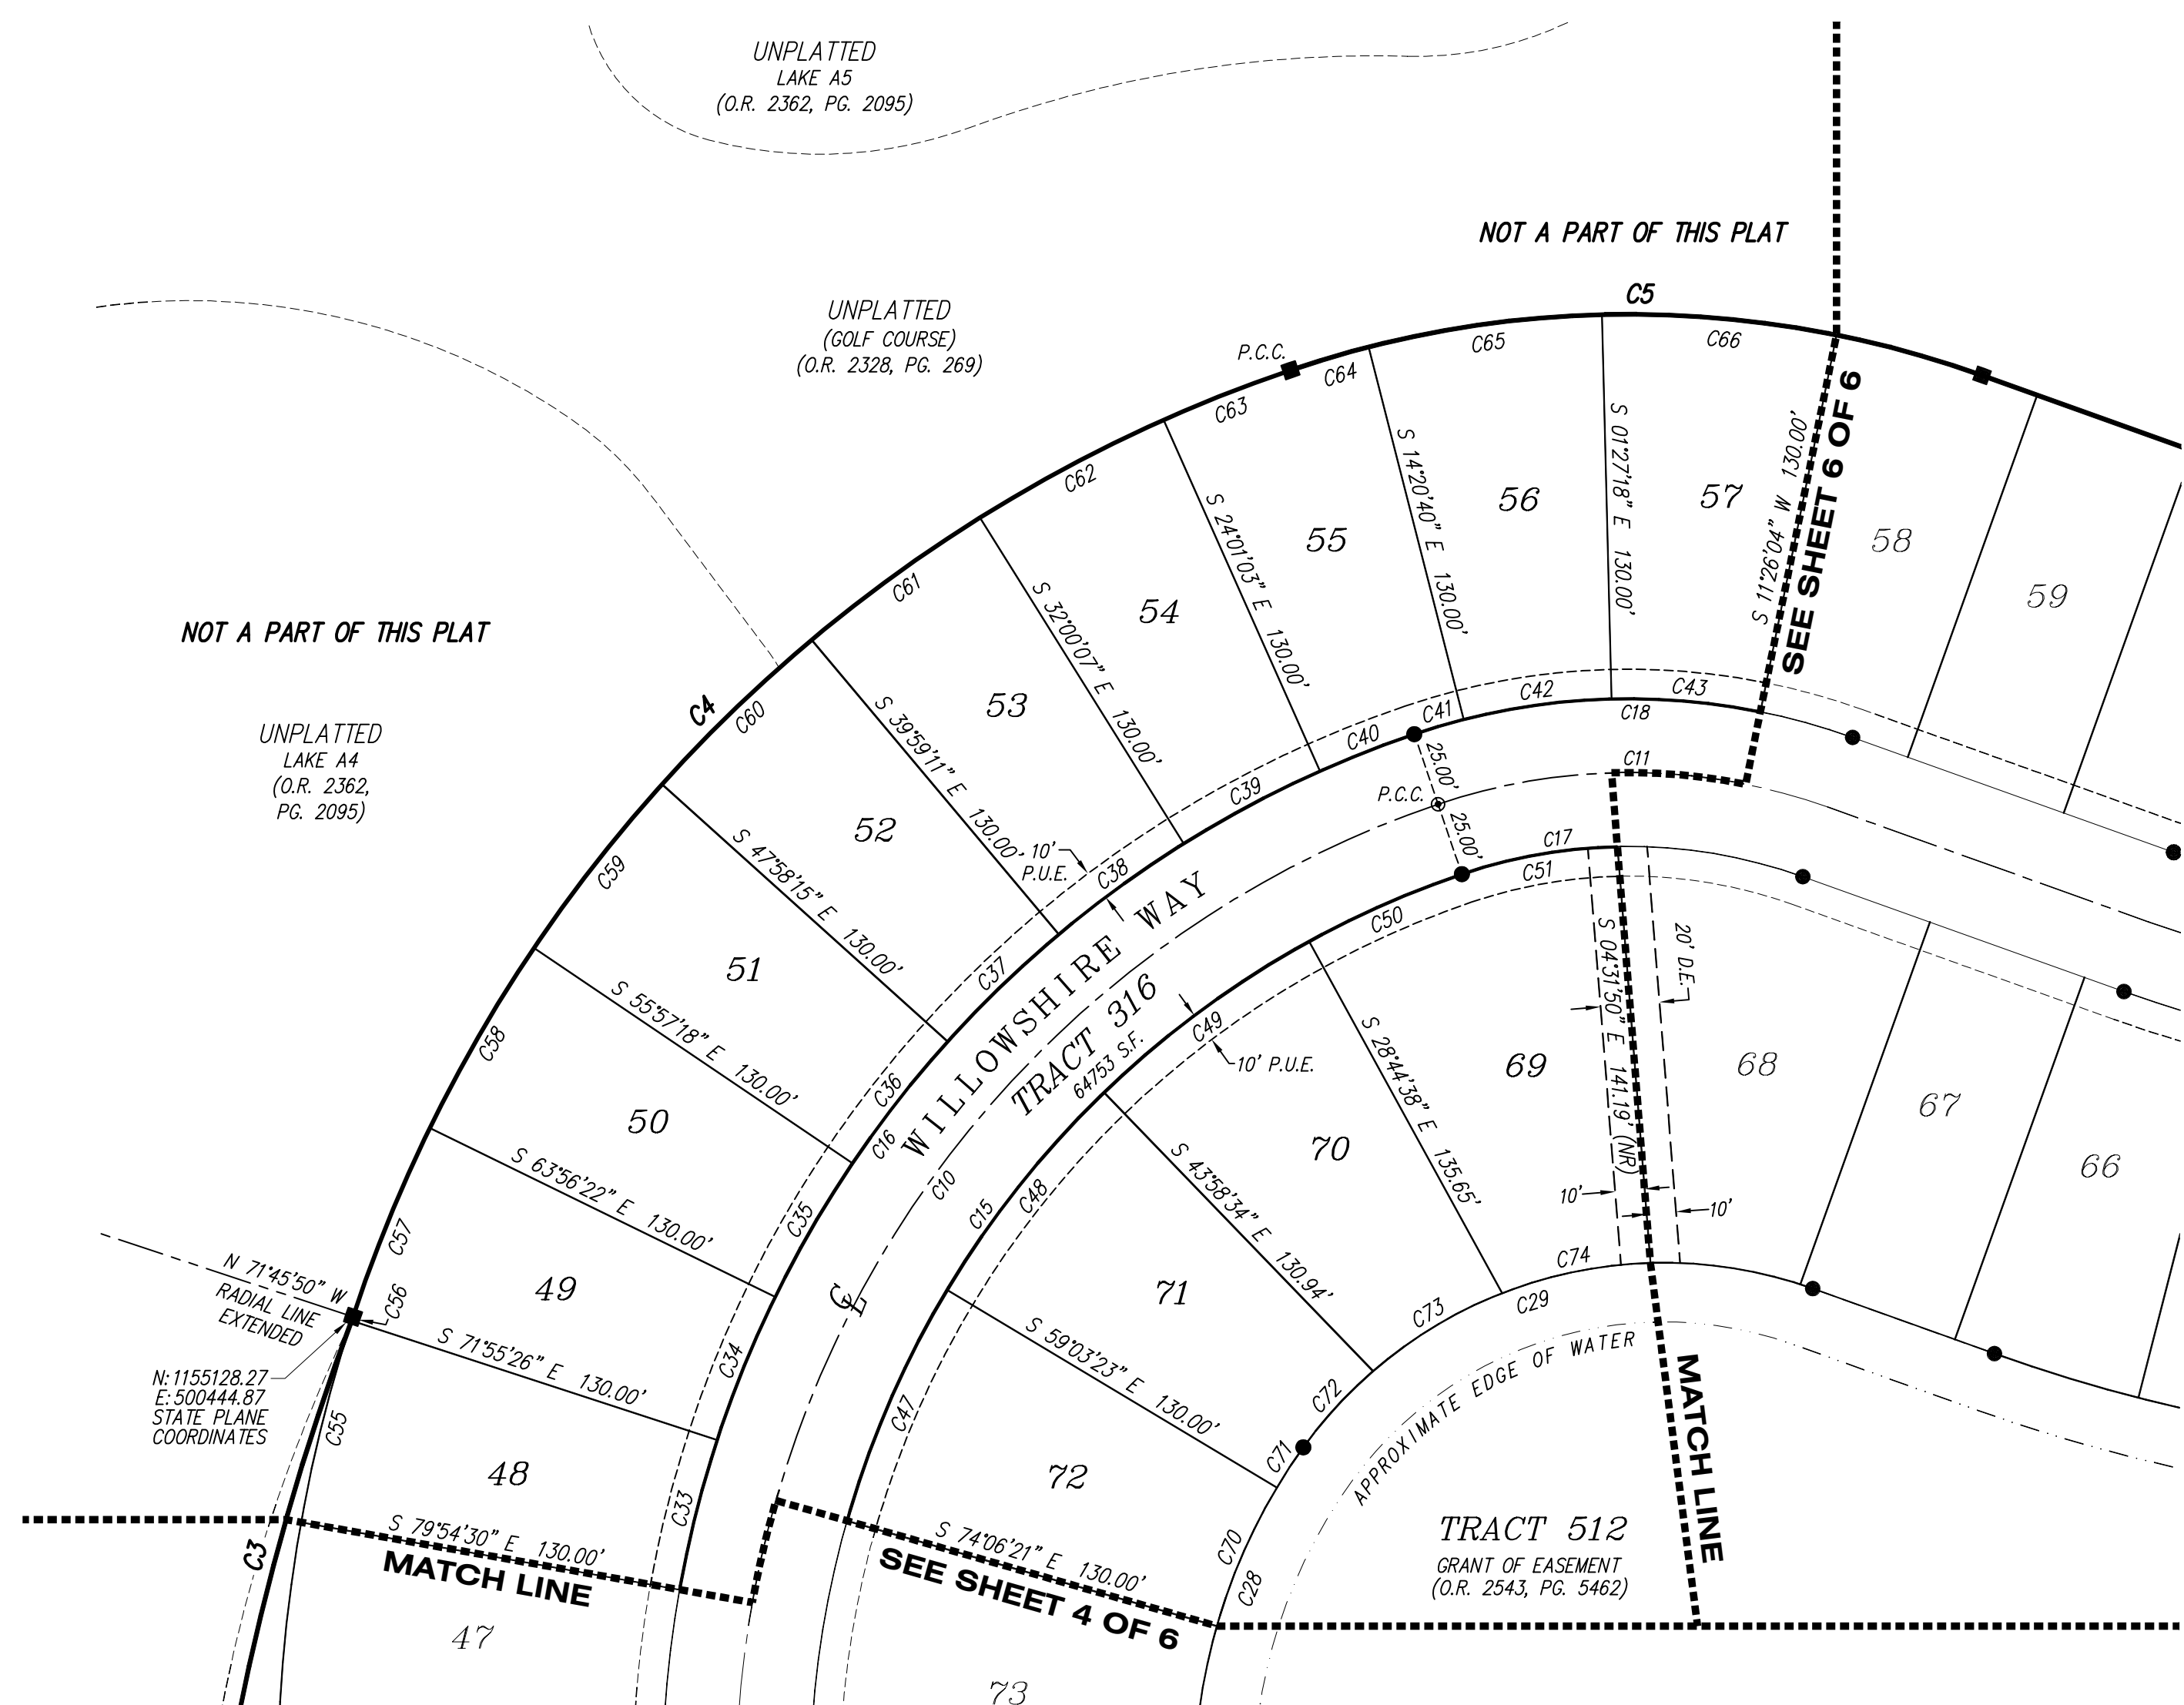 UNPLATTED
LAKE A5
(O.R. 2362, PG. 2095)
NOT A PART OF THIS PLAT
C5
UNPLATTED
(GOLF COURSE)
(O.R. 2328, PG. 269)
P.C.C.
C63
C64
C65
C66
C62
C61
C4
C60
C59
C58
C57
C56
C55
C3
NOT A PART OF THIS PLAT
UNPLATTED
LAKE A4
(O.R. 2362,
PG. 2095)
SEE SHEET 6 OF 6
S 11°26'04" W 130.00'
57
S 01°27'18" E 130.00'
56
S 14°20'40" E 130.00'
55
S 24°01'03" E 130.00'
54
S 32°00'07" E 130.00'
53
S 39°59'11" E 130.00'
52
S 47°58'15" E 130.00'
51
S 55°57'18" E 130.00'
50
S 63°56'22" E 130.00'
49
S 71°55'26" E 130.00'
48
S 79°54'30" E 130.00'
MATCH LINE
47
58
59
C43
C42
C18
C41
C40
C39
C38
C37
C36
C16
C35
C34
C33
10'
P.U.E.
C11
25.00'
P.C.C.
25.00'
C17
C51
C50
C49
10' P.U.E.
C48
C15
C10
C47
WILLOWSHIRE WAY
TRACT 316
64753 S.F.
℄
N 71°45'50" W
RADIAL LINE
EXTENDED
N:1155128.27
E:500444.87
STATE PLANE
COORDINATES
20' D.E.
S 04°31'50" E 141.19' (NR)
10'
10'
69
68
67
66
S 28°44'38" E 135.65'
70
S 43°58'34" E 130.94'
71
S 59°03'23" E 130.00'
72
S 74°06'21" E 130.00'
SEE SHEET 4 OF 6
73
C74
C29
C73
C72
C71
C70
C28
APPROXIMATE EDGE OF WATER
MATCH LINE
TRACT 512
GRANT OF EASEMENT
(O.R. 2543, PG. 5462)